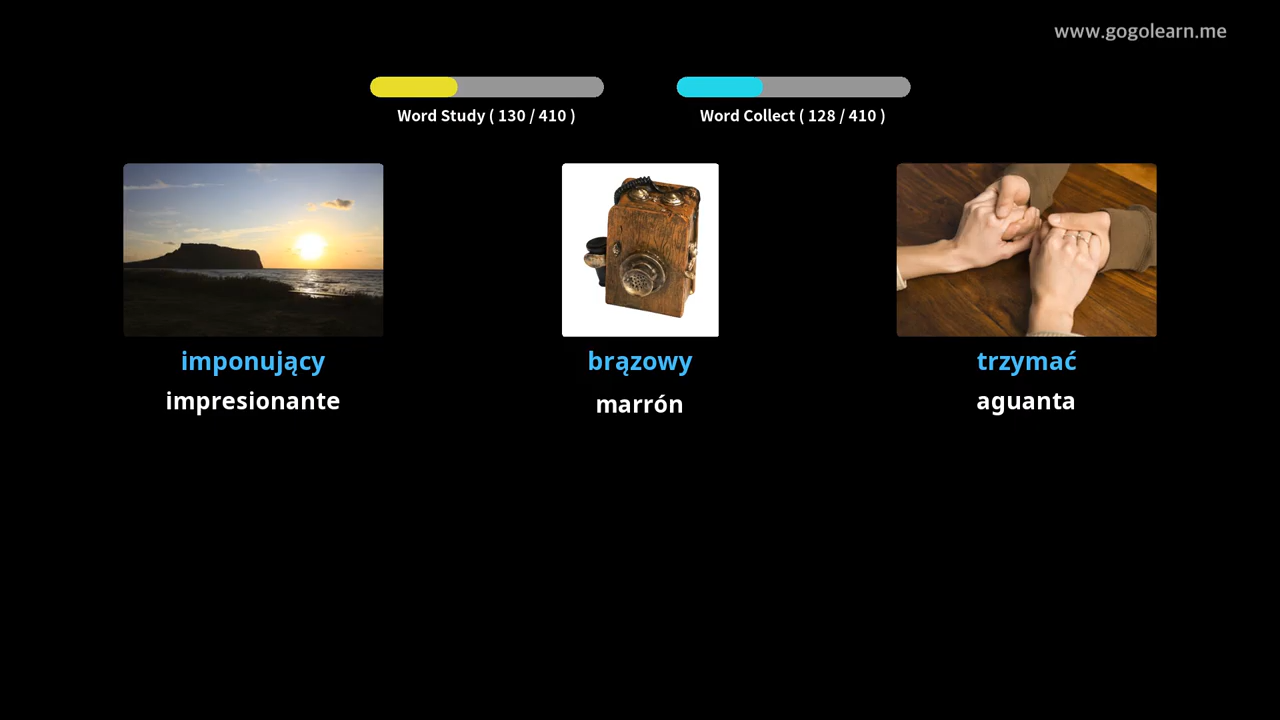 www.gogolearn.me
Word Study ( 130 / 410 )
Word Collect ( 128 / 410 )
imponujący
impresionante
brązowy
marrón
trzymać
aguanta